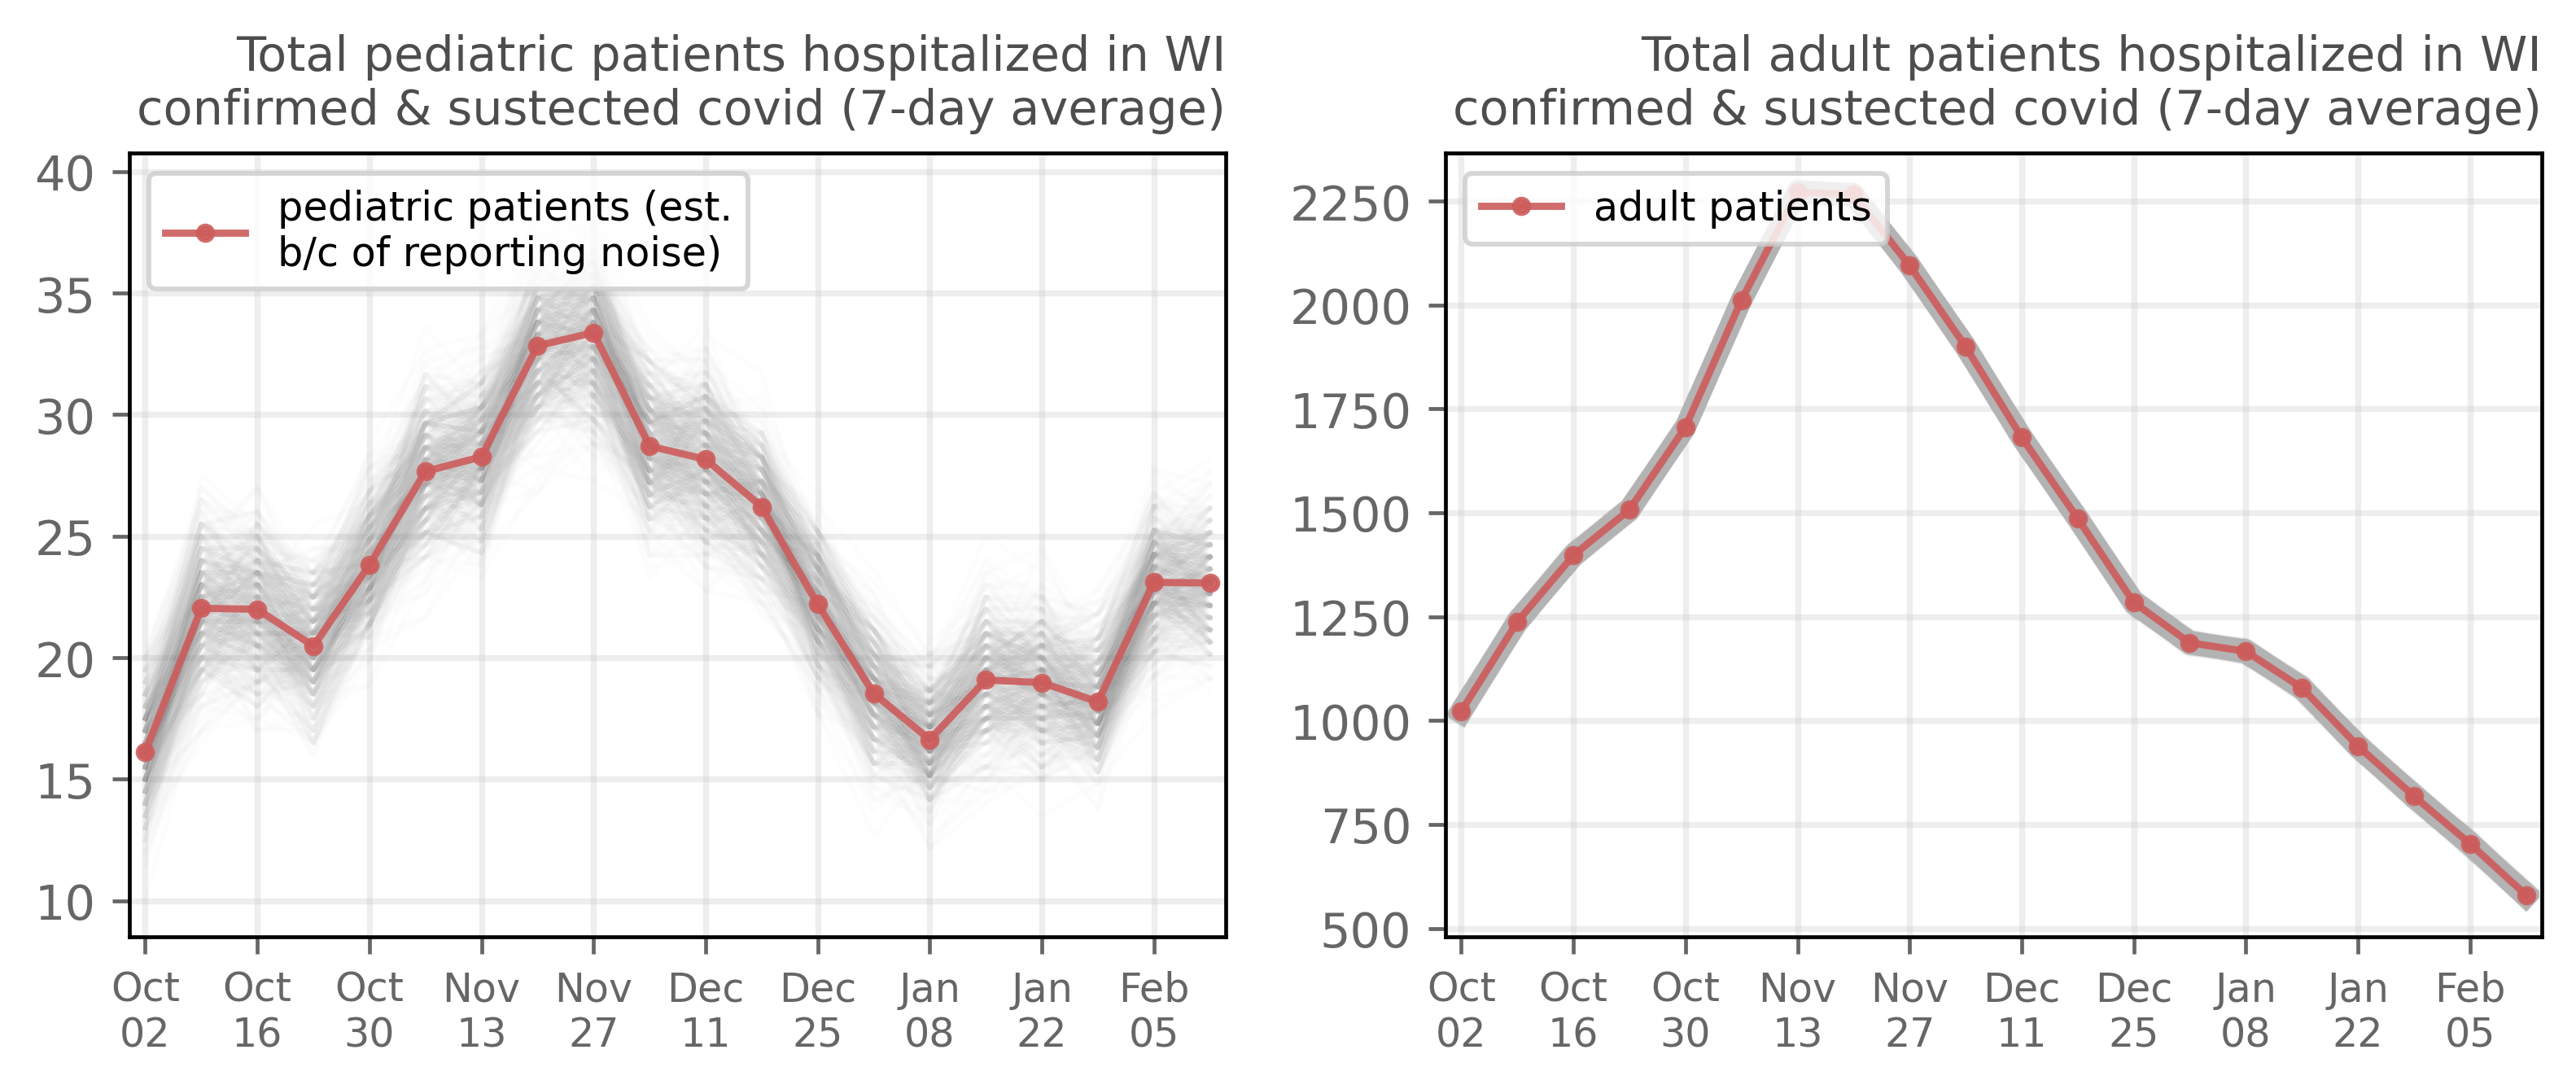 Total pediatric patients hospitalized in WI
confirmed & sustected covid (7-day average)
40
35
30
25
20
15
10
pediatric patients (est.
b/c of reporting noise)
Oct Oct Oct Nov Nov Dec Dec Jan Jan Feb
02 16 30 13 27 11 25 08 22 05
Total adult patients hospitalized in WI
confirmed & sustected covid (7-day average)
2250
2000
1750
1500
1250
1000
750
500
adult patients
Oct Oct Oct Nov Nov Dec Dec Jan Jan Feb
02 16 30 13 27 11 25 08 22 05